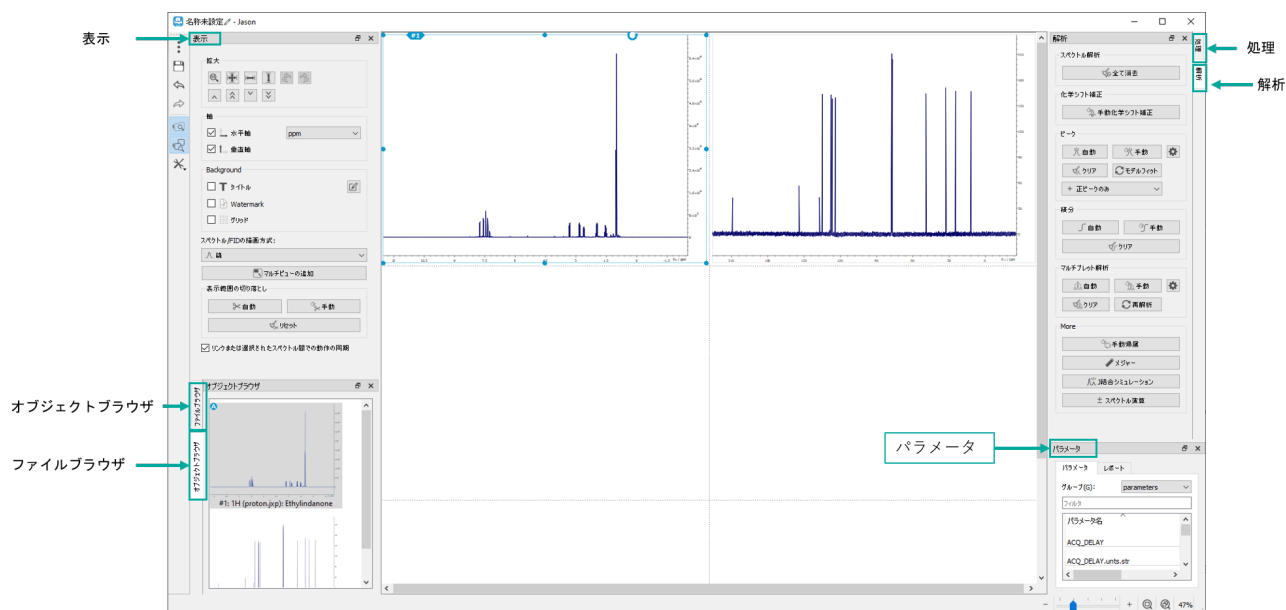 名称未設定 - Jason
表示
表示
拡大
軸
水平軸
ppm
垂直軸
Background
タイトル
Watermark
グリッド
スペクトル/FIDの描画方式:
線
マルチビューの追加
表示範囲の切り落とし
自動
手動
リセット
リンクまたは選択されたスペクトル間での動作の同期
オブジェクトブラウザ
ファイルブラウザ
オブジェクトブラウザ
ファイルブラウザ
オブジェクトブラウザ
#1: 1H (proton.jxp): Ethylindanone
#1
解析
スペクトル解析
全て消去
化学シフト補正
手動化学シフト補正
ピーク
自動
手動
クリア
モデルフィット
+ 正ピークのみ
積分
自動
手動
クリア
マルチプレット解析
自動
手動
クリア
再解析
More
手動帰属
メジャー
J結合シミュレーション
± スペクトル演算
処理
解析
処理
解析
パラメータ
パラメータ
パラメータ
レポート
グループ(G):
parameters
フィルタ
パラメータ名
ACQ_DELAY
ACQ_DELAY.unts.str
47%